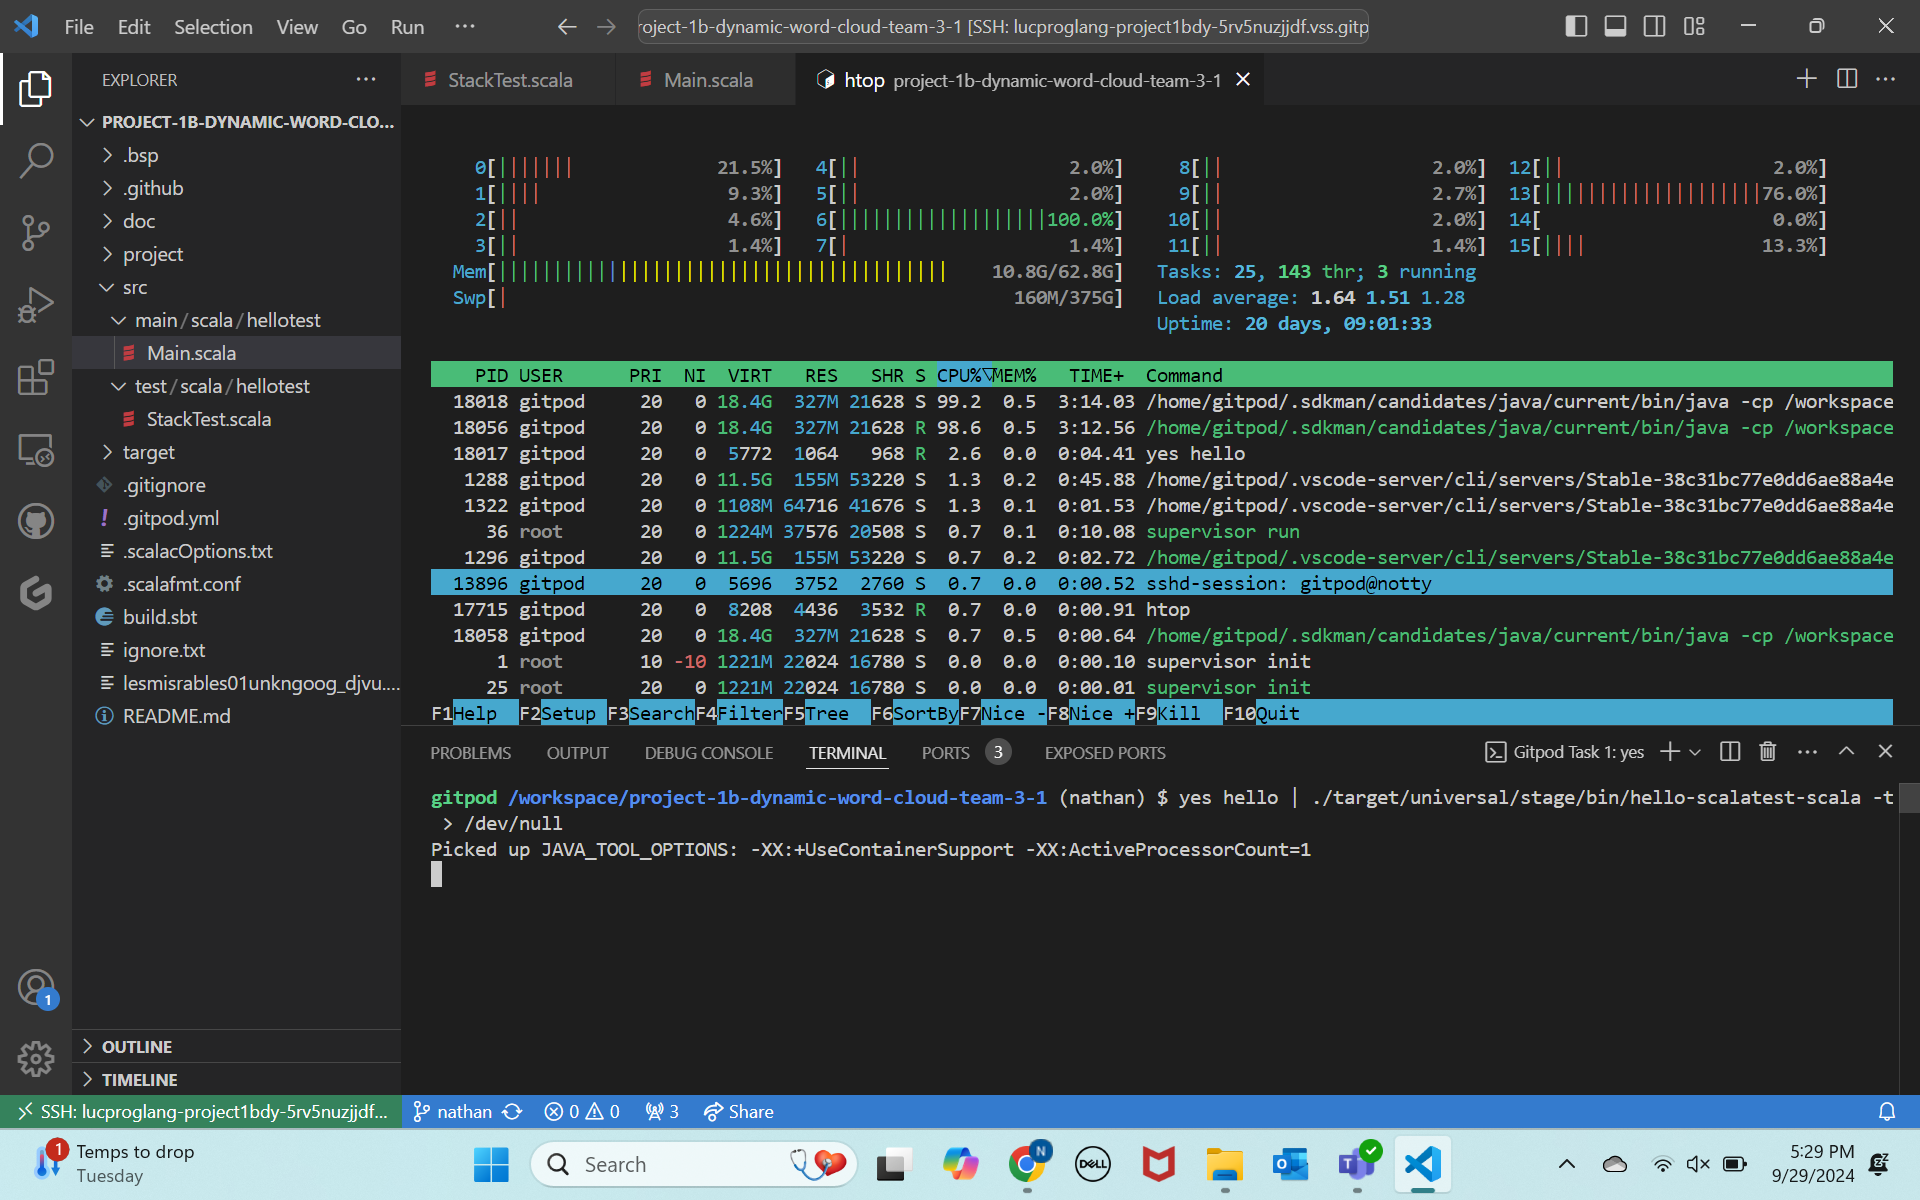 File Edit Selection View Go Run ··· roject-1b-dynamic-word-cloud-team-3-1 [SSH: lucproglang-project1bdy-5rv5nuzjjdf.vss.gitp
EXPLORER ···
StackTest.scala Main.scala htop project-1b-dynamic-word-cloud-team-3-1
PROJECT-1B-DYNAMIC-WORD-CLO...
.bsp
.github
doc
project
src
main/scala/hellotest
Main.scala
test/scala/hellotest
StackTest.scala
target
.gitignore
! .gitpod.yml
.scalacOptions.txt
.scalafmt.conf
build.sbt
ignore.txt
lesmisrables01unkngoog_djvu....
README.md
OUTLINE
TIMELINE
0[||||||| 21.5%] 4[|| 2.0%] 8[|| 2.0%] 12[|| 2.0%]
1[|||| 9.3%] 5[|| 2.0%] 9[|| 2.7%] 13[||||||||||||||||||||76.0%]
2[|| 4.6%] 6[|||||||||||||||||||100.0%] 10[|| 2.0%] 14[ 0.0%]
3[|| 1.4%] 7[| 1.4%] 11[|| 1.4%] 15[|||| 13.3%]
Mem[||||||||||||||||||||||||||||||||||||||||| 10.8G/62.8G] Tasks: 25, 143 thr; 3 running
Swp[| 160M/375G] Load average: 1.64 1.51 1.28
Uptime: 20 days, 09:01:33
PID USER PRI NI VIRT RES SHR S CPU%▽MEM% TIME+ Command
18018 gitpod 20 0 18.4G 327M 21628 S 99.2 0.5 3:14.03 /home/gitpod/.sdkman/candidates/java/current/bin/java -cp /workspace
18056 gitpod 20 0 18.4G 327M 21628 R 98.6 0.5 3:12.56 /home/gitpod/.sdkman/candidates/java/current/bin/java -cp /workspace
18017 gitpod 20 0 5772 1064 968 R 2.6 0.0 0:04.41 yes hello
1288 gitpod 20 0 11.5G 155M 53220 S 1.3 0.2 0:45.88 /home/gitpod/.vscode-server/cli/servers/Stable-38c31bc77e0dd6ae88a4e
1322 gitpod 20 0 1108M 64716 41676 S 1.3 0.1 0:01.53 /home/gitpod/.vscode-server/cli/servers/Stable-38c31bc77e0dd6ae88a4e
36 root 20 0 1224M 37576 20508 S 0.7 0.1 0:10.08 supervisor run
1296 gitpod 20 0 11.5G 155M 53220 S 0.7 0.2 0:02.72 /home/gitpod/.vscode-server/cli/servers/Stable-38c31bc77e0dd6ae88a4e
13896 gitpod 20 0 5696 3752 2760 S 0.7 0.0 0:00.52 sshd-session: gitpod@notty
17715 gitpod 20 0 8208 4436 3532 R 0.7 0.0 0:00.91 htop
18058 gitpod 20 0 18.4G 327M 21628 S 0.7 0.5 0:00.64 /home/gitpod/.sdkman/candidates/java/current/bin/java -cp /workspace
1 root 10 -10 1221M 22024 16780 S 0.0 0.0 0:00.10 supervisor init
25 root 20 0 1221M 22024 16780 S 0.0 0.0 0:00.01 supervisor init
F1Help F2Setup F3SearchF4FilterF5Tree F6SortByF7Nice -F8Nice +F9Kill F10Quit
PROBLEMS OUTPUT DEBUG CONSOLE TERMINAL PORTS 3 EXPOSED PORTS Gitpod Task 1: yes
gitpod /workspace/project-1b-dynamic-word-cloud-team-3-1 (nathan) $ yes hello | ./target/universal/stage/bin/hello-scalatest-scala -t
> /dev/null
Picked up JAVA_TOOL_OPTIONS: -XX:+UseContainerSupport -XX:ActiveProcessorCount=1
1
SSH: lucproglang-project1bdy-5rv5nuzjjdf... nathan 0 0 3 Share
1 Temps to drop
Tuesday
Search
N
DELL
5:29 PM
9/29/2024